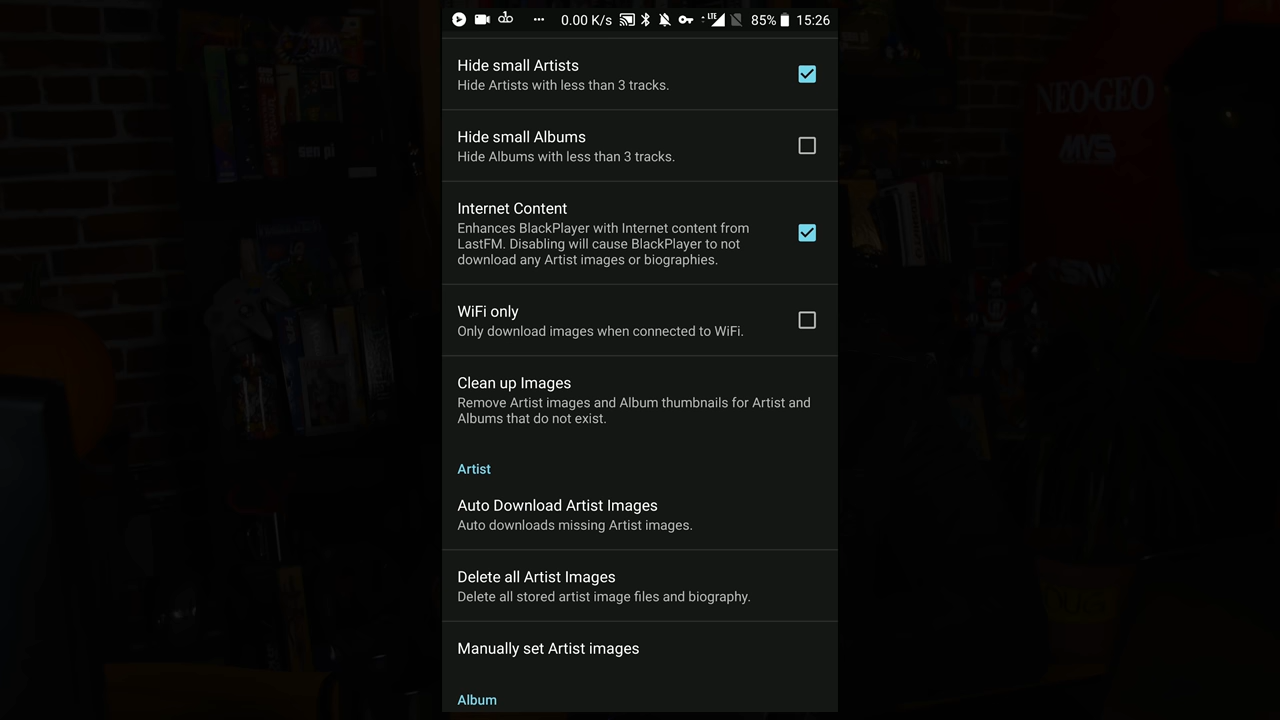 0.00 K/s LTE 85% 15:26
Hide small Artists
Hide Artists with less than 3 tracks.
Hide small Albums
Hide Albums with less than 3 tracks.
Internet Content
Enhances BlackPlayer with Internet content from
LastFM. Disabling will cause BlackPlayer to not
download any Artist images or biographies.
WiFi only
Only download images when connected to WiFi.
Clean up Images
Remove Artist images and Album thumbnails for Artist and
Albums that do not exist.
Artist
Auto Download Artist Images
Auto downloads missing Artist images.
Delete all Artist Images
Delete all stored artist image files and biography.
Manually set Artist images
Album
NEO·GEO
MVS